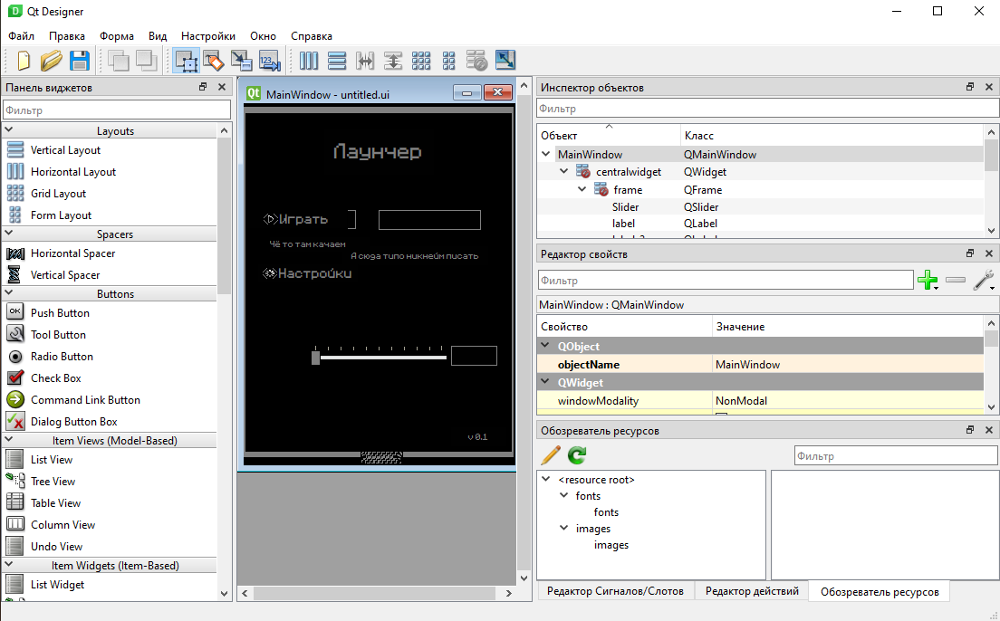 Qt Designer
Файл Правка Форма Вид Настройки Окно Справка
Панель виджетов
Фильтр
Layouts
Vertical Layout
Horizontal Layout
Grid Layout
Form Layout
Spacers
Horizontal Spacer
Vertical Spacer
Buttons
OK Push Button
Tool Button
Radio Button
Check Box
Command Link Button
Dialog Button Box
Item Views (Model-Based)
List View
Tree View
Table View
Column View
Undo View
Item Widgets (Item-Based)
List Widget
Qt MainWindow - untitled.ui
Лаунчер
Играть
Чё то там качаем
А сюда типо никнейм писать
Настройки
v 0.1
Инспектор объектов
Фильтр
Объект Класс
MainWindow QMainWindow
centralwidget QWidget
frame QFrame
Slider QSlider
label QLabel
Редактор свойств
Фильтр
MainWindow : QMainWindow
Свойство Значение
QObject
objectName MainWindow
QWidget
windowModality NonModal
Обозреватель ресурсов
Фильтр
<resource root>
fonts
fonts
images
images
Редактор Сигналов/Слотов Редактор действий Обозреватель ресурсов